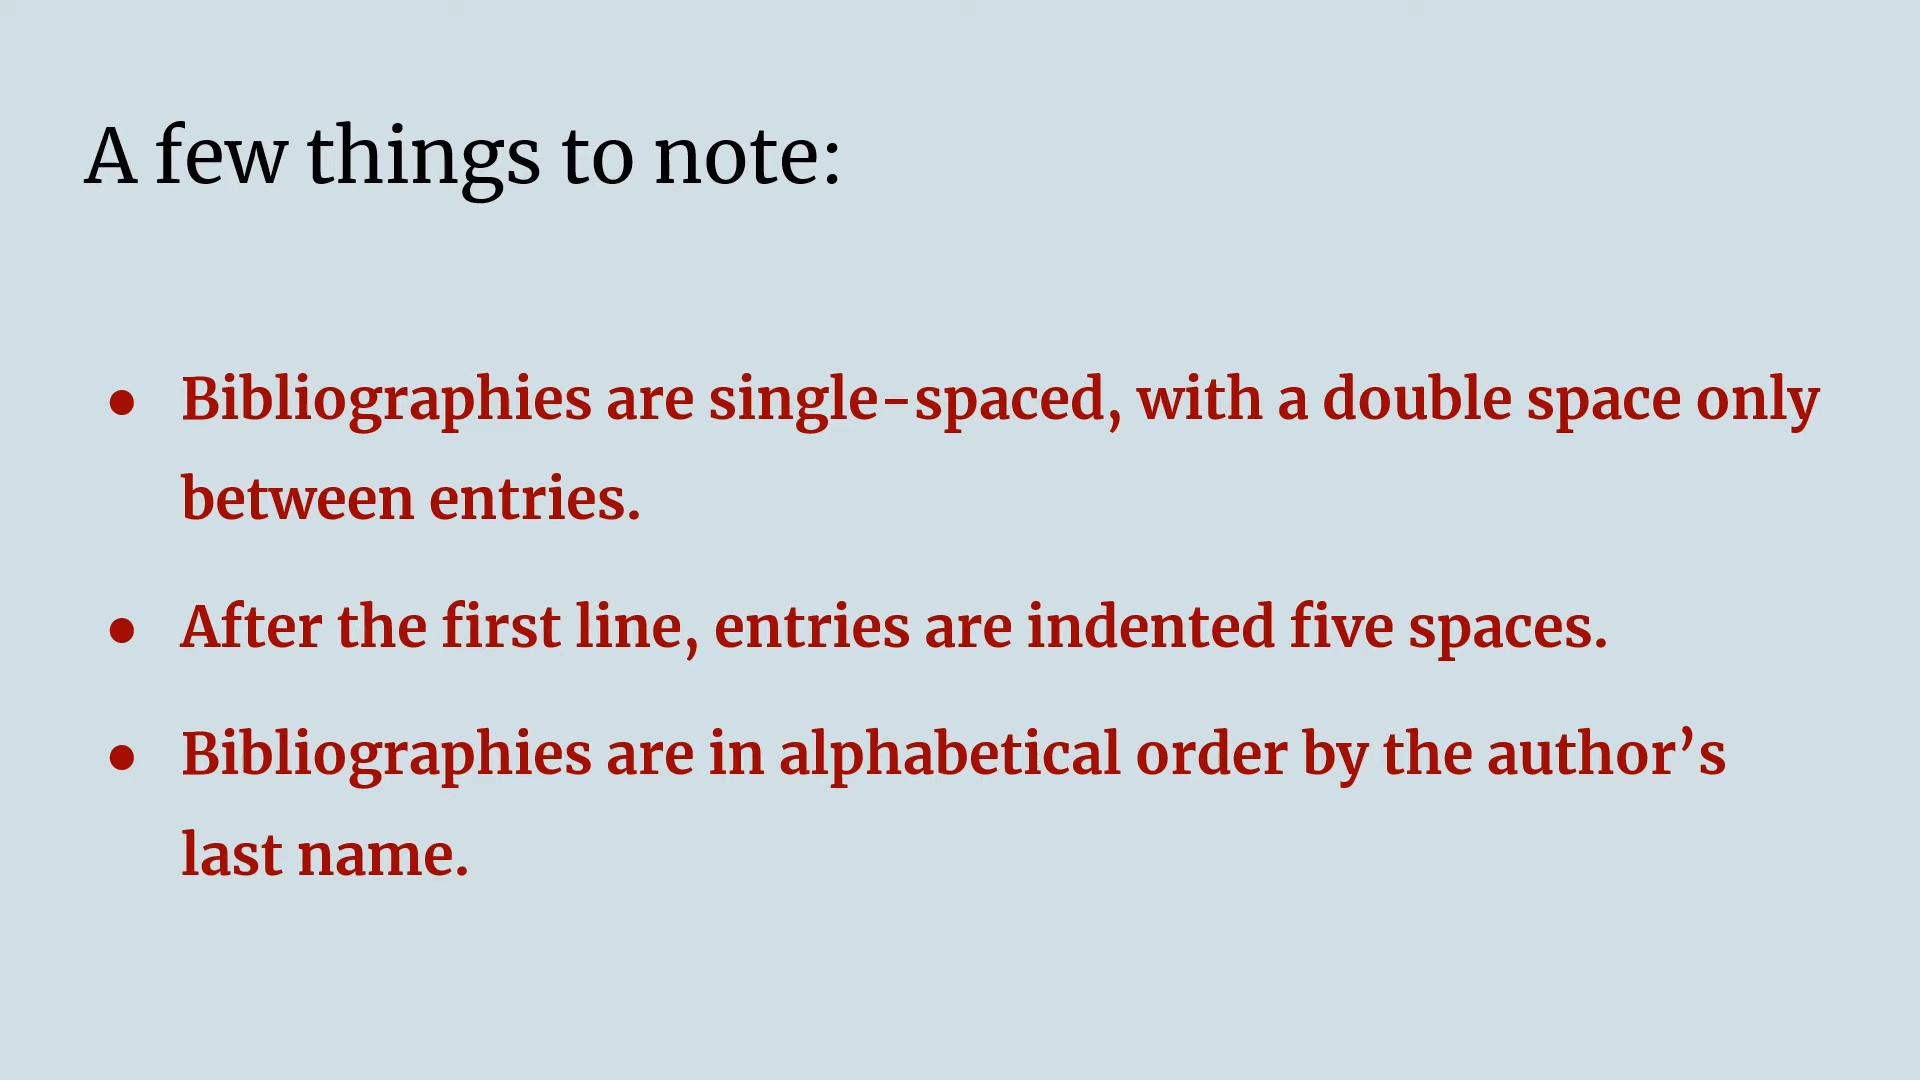 A few things to note:
● Bibliographies are single-spaced, with a double space only
between entries.
● After the first line, entries are indented five spaces.
● Bibliographies are in alphabetical order by the author’s
last name.